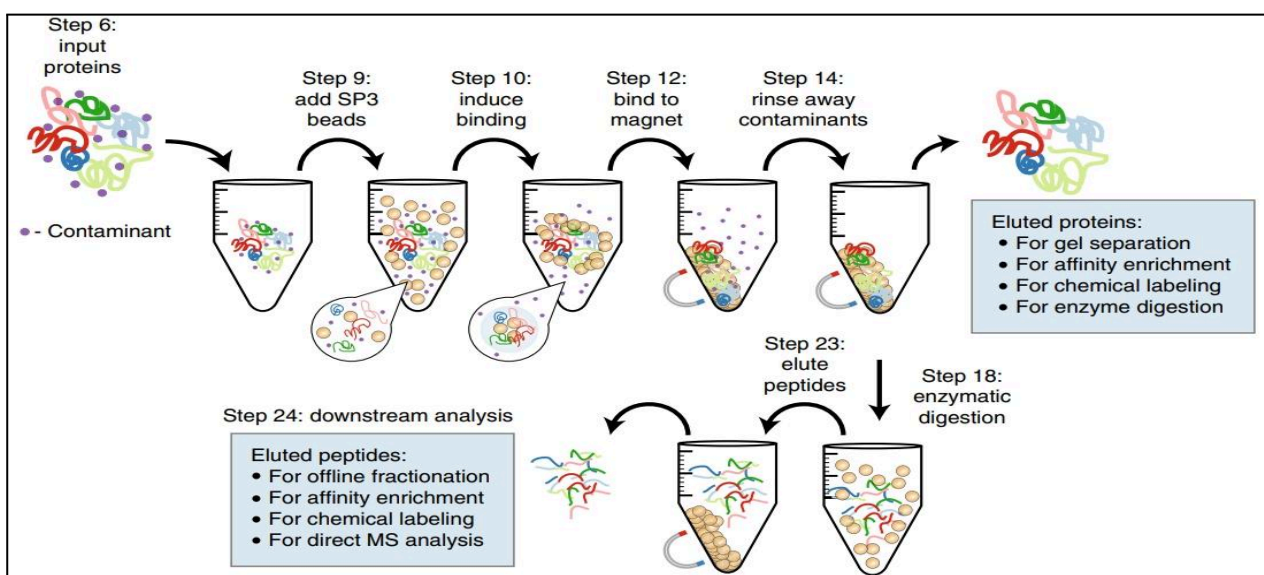 Step 6:
input
proteins
- Contaminant
Step 9:
add SP3
beads
Step 10:
induce
binding
Step 12:
bind to
magnet
Step 14:
rinse away
contaminants
Eluted proteins:
• For gel separation
• For affinity enrichment
• For chemical labeling
• For enzyme digestion
Step 18:
enzymatic
digestion
Step 23:
elute
peptides
Step 24: downstream analysis
Eluted peptides:
• For offline fractionation
• For affinity enrichment
• For chemical labeling
• For direct MS analysis